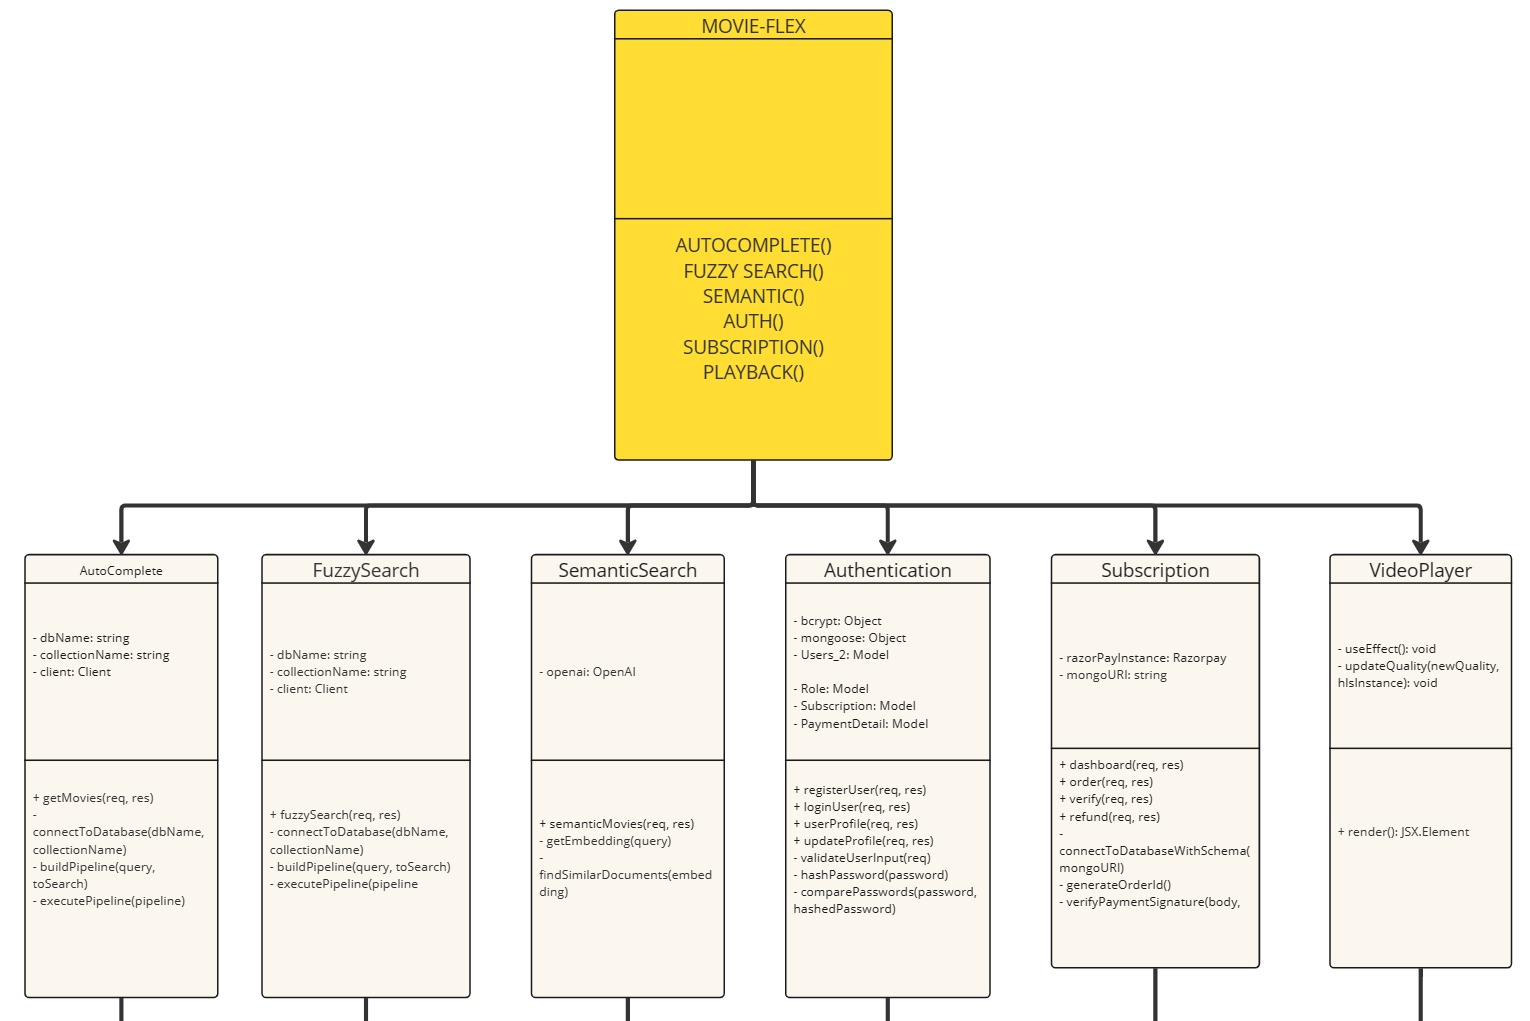 MOVIE-FLEX
AUTOCOMPLETE()
FUZZY SEARCH()
SEMANTIC()
AUTH()
SUBSCRIPTION()
PLAYBACK()
AutoComplete
- dbName: string
- collectionName: string
- client: Client
+ getMovies(req, res)
-
connectToDatabase(dbName,
collectionName)
- buildPipeline(query,
toSearch)
- executePipeline(pipeline)
FuzzySearch
- dbName: string
- collectionName: string
- client: Client
+ fuzzySearch(req, res)
- connectToDatabase(dbName,
collectionName)
- buildPipeline(query, toSearch)
- executePipeline(pipeline
SemanticSearch
- openai: OpenAI
+ semanticMovies(req, res)
- getEmbedding(query)
-
findSimilarDocuments(embed
ding)
Authentication
- bcrypt: Object
- mongoose: Object
- Users_2: Model
- Role: Model
- Subscription: Model
- PaymentDetail: Model
+ registerUser(req, res)
+ loginUser(req, res)
+ userProfile(req, res)
+ updateProfile(req, res)
- validateUserInput(req)
- hashPassword(password)
- comparePasswords(password,
hashedPassword)
Subscription
- razorPayInstance: Razorpay
- mongoURI: string
+ dashboard(req, res)
+ order(req, res)
+ verify(req, res)
+ refund(req, res)
-
connectToDatabaseWithSchema(
mongoURI)
- generateOrderId()
- verifyPaymentSignature(body,
VideoPlayer
- useEffect(): void
- updateQuality(newQuality,
hlsInstance): void
+ render(): JSX.Element